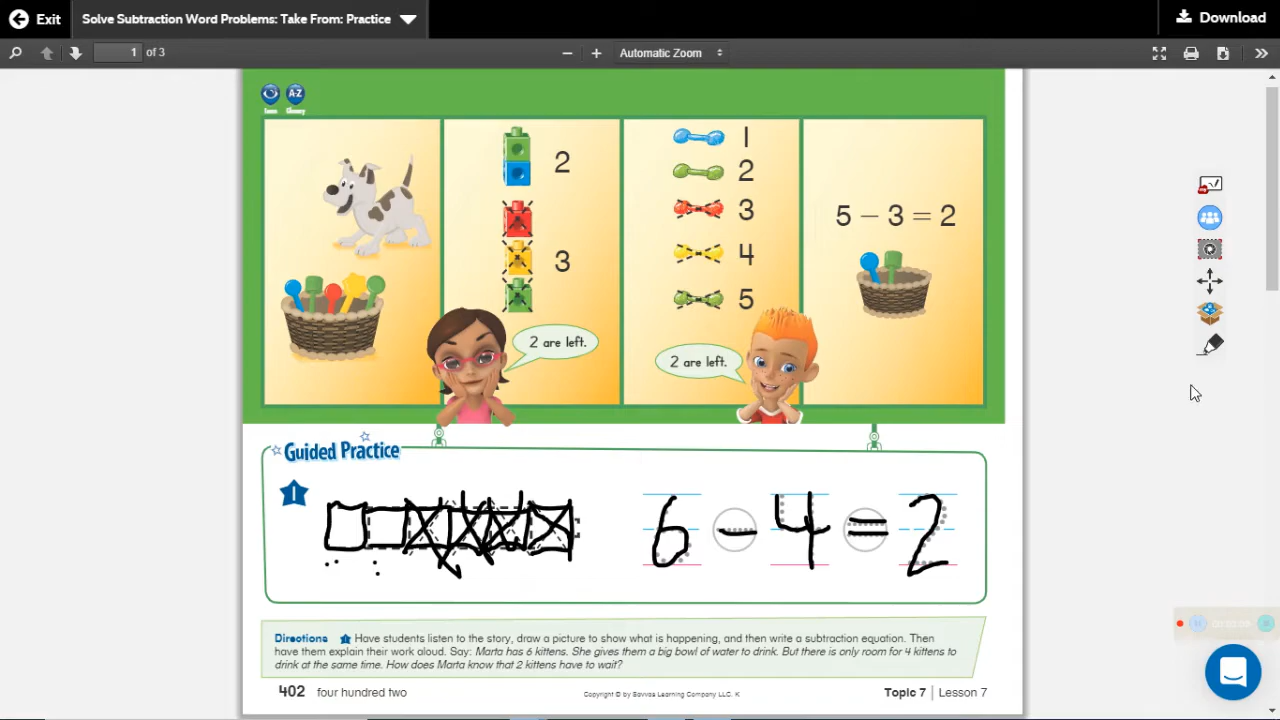 Exit
Solve Subtraction Word Problems: Take From: Practice
Download
1 of 3
Automatic Zoom
A-Z
Glossary
2
3
1
2
3
4
5
5 − 3 = 2
2 are left.
2 are left.
Guided Practice
1
6 − 4 = 2
Directions Have students listen to the story, draw a picture to show what is happening, and then write a subtraction equation. Then
have them explain their work aloud. Say: Marta has 6 kittens. She gives them a big bowl of water to drink. But there is only room for 4 kittens to
drink at the same time. How does Marta know that 2 kittens have to wait?
402 four hundred two
Copyright © by Savvas Learning Company LLC. K
Topic 7 | Lesson 7